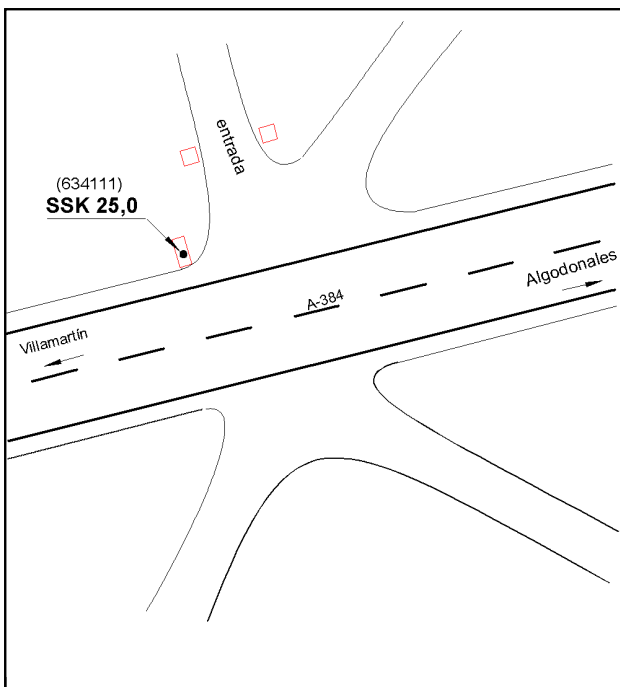 entrada
(634111)
SSK 25,0
Algodonales
A-384
Villamartín